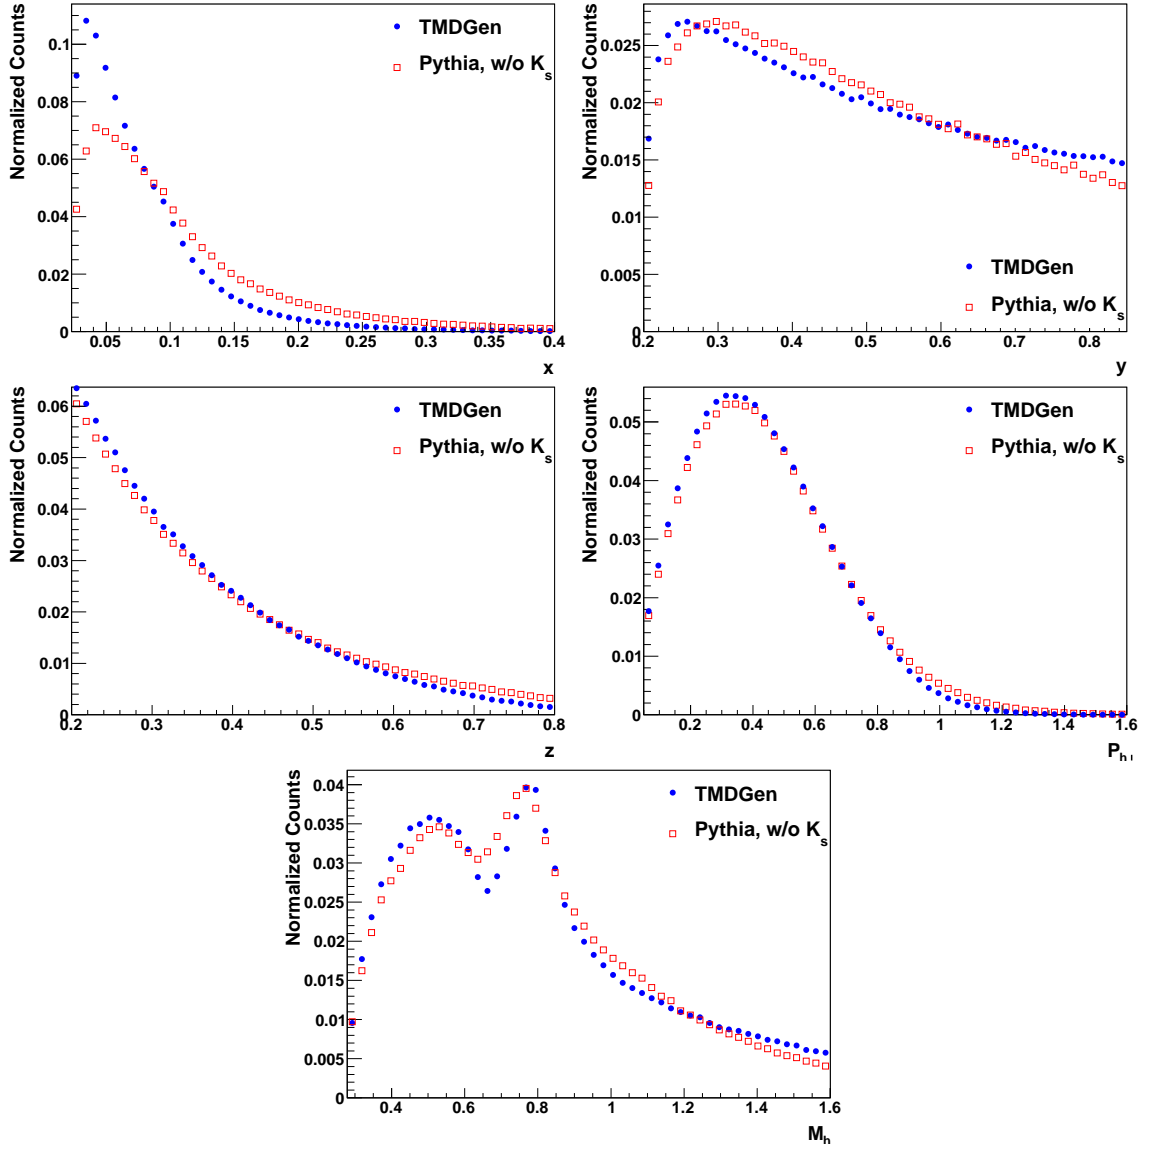 Normalized Counts
0.1
0.08
0.06
0.04
0.02
0
TMDGen
Pythia, w/o K_s
0.05 0.1 0.15 0.2 0.25 0.3 0.35 0.4
x
Normalized Counts
0.025
0.02
0.015
0.01
0.005
0
TMDGen
Pythia, w/o K_s
0.2 0.3 0.4 0.5 0.6 0.7 0.8
y
Normalized Counts
0.06
0.05
0.04
0.03
0.02
0.01
0
TMDGen
Pythia, w/o K_s
0.2 0.3 0.4 0.5 0.6 0.7 0.8
z
Normalized Counts
0.05
0.04
0.03
0.02
0.01
0
TMDGen
Pythia, w/o K_s
0.2 0.4 0.6 0.8 1 1.2 1.4 1.6
P_h⊥
Normalized Counts
0.04
0.035
0.03
0.025
0.02
0.015
0.01
0.005
0
TMDGen
Pythia, w/o K_s
0.4 0.6 0.8 1 1.2 1.4 1.6
M_h